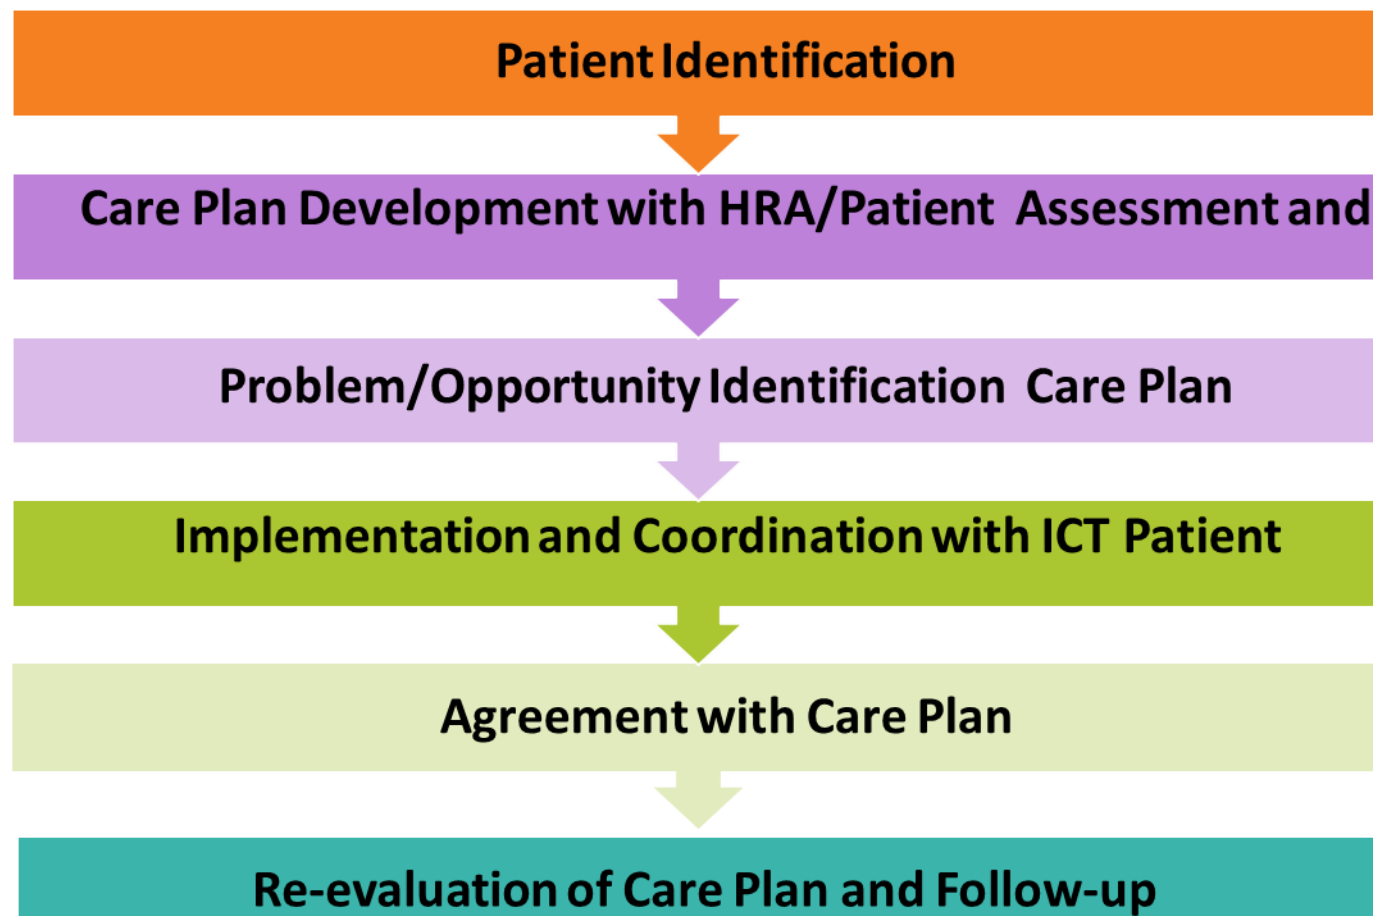 Patient Identification
Care Plan Development with HRA/Patient Assessment and
Problem/Opportunity Identification Care Plan
Implementation and Coordination with ICT Patient
Agreement with Care Plan
Re-evaluation of Care Plan and Follow-up